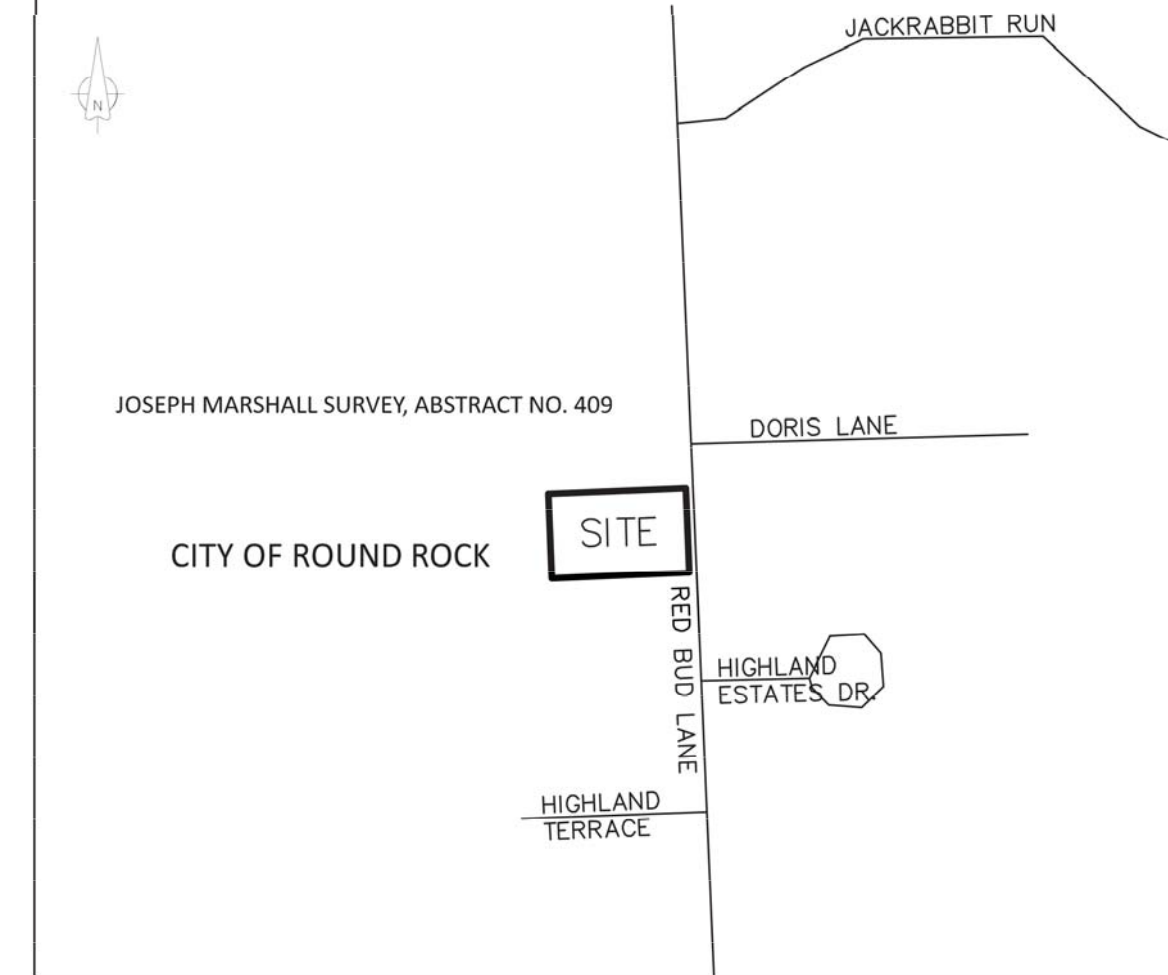 JACKRABBIT RUN
N
JOSEPH MARSHALL SURVEY, ABSTRACT NO. 409
DORIS LANE
SITE
CITY OF ROUND ROCK
RED BUD LANE
HIGHLAND
ESTATES DR.
HIGHLAND
TERRACE